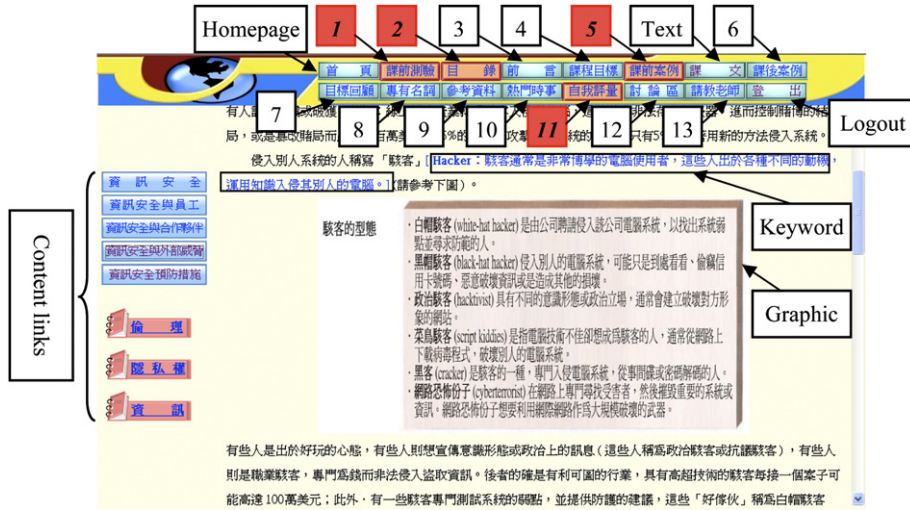 Homepage 1 2 3 4 5 Text 6
首 頁 課前測驗 目 錄 前 言 課程目標 課前案例 課 文 課後案例
目標回顧 專有名詞 參考資料 熱門時事 自我評量 討 論 區 請教老師 登 出
7 8 9 10 11 12 13 Logout
侵入別人系統的人稱爲「駭客」[Hacker:駭客通常是非常博學的電腦使用者,這些人出於各種不同的動機,
運用知識入侵其別人的電腦。](請參考下圖)。
Keyword
Content links
資 訊 安 全
資訊安全與員工
資訊安全與合作夥伴
資訊安全與外部威脅
資訊安全預防措施
倫 理
隱 私 權
資 訊
駭客的型態
·白帽駭客(white-hat hacker)是由公司聘請侵入該公司電腦系統,以找出系統弱
點並尋求防範的人。
·黑帽駭客(black-hat hacker)侵入別人的電腦系統,可能只是到處看看、偷竊信
用卡號碼、惡意破壞資訊或是造成其他的損壞。
·政治駭客(hacktivist)具有不同的意識形態或政治立場,通常會建立破壞對方形
象的網站。
·菜鳥駭客(script kiddies)是指電腦技術不佳卻想成爲駭客的人,通常從網路上
下載病毒程式,破壞別人的電腦系統。
·黑客(cracker)是駭客的一種,專門入侵電腦系統,從事間諜或密碼解碼的人。
·網路恐怖份子(cyberterrorist)在網路上專門尋找受害者,然後摧毀重要的系統或
資訊。網路恐怖份子想要利用網際網路作爲大規模破壞的武器。
Graphic
有些人是出於好玩的心態,有些人則想宣傳意識形態或政治上的訊息(這些人稱爲政治駭客或抗議駭客),有些人
則是職業駭客,專門爲錢而非法侵入盜取資訊。後者的確是有利可圖的行業,具有高超技術的駭客每接一個案子可
能高達100萬美元;此外,有一些駭客專門測試系統的弱點,並提供防護的建議,這些「好傢伙」稱爲白帽駭客